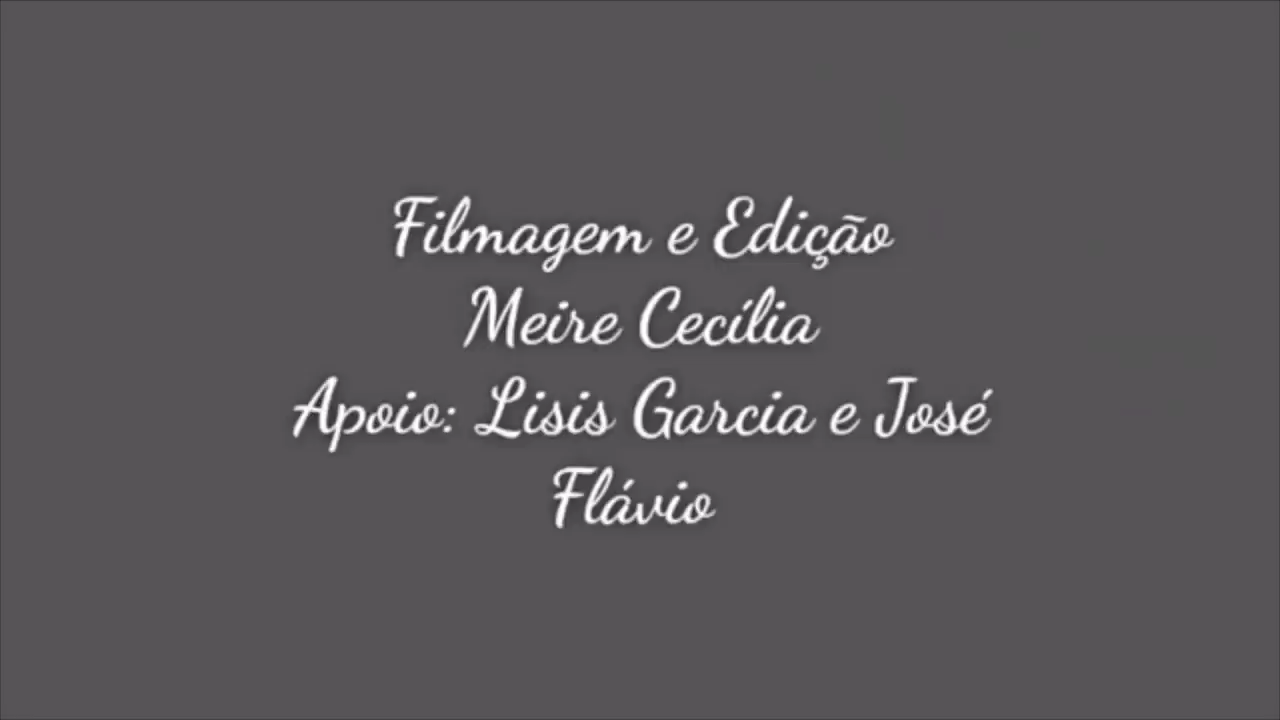 Filmagem e Edição
Meire Cecília
Apoio: Lisis Garcia e José
Flávio